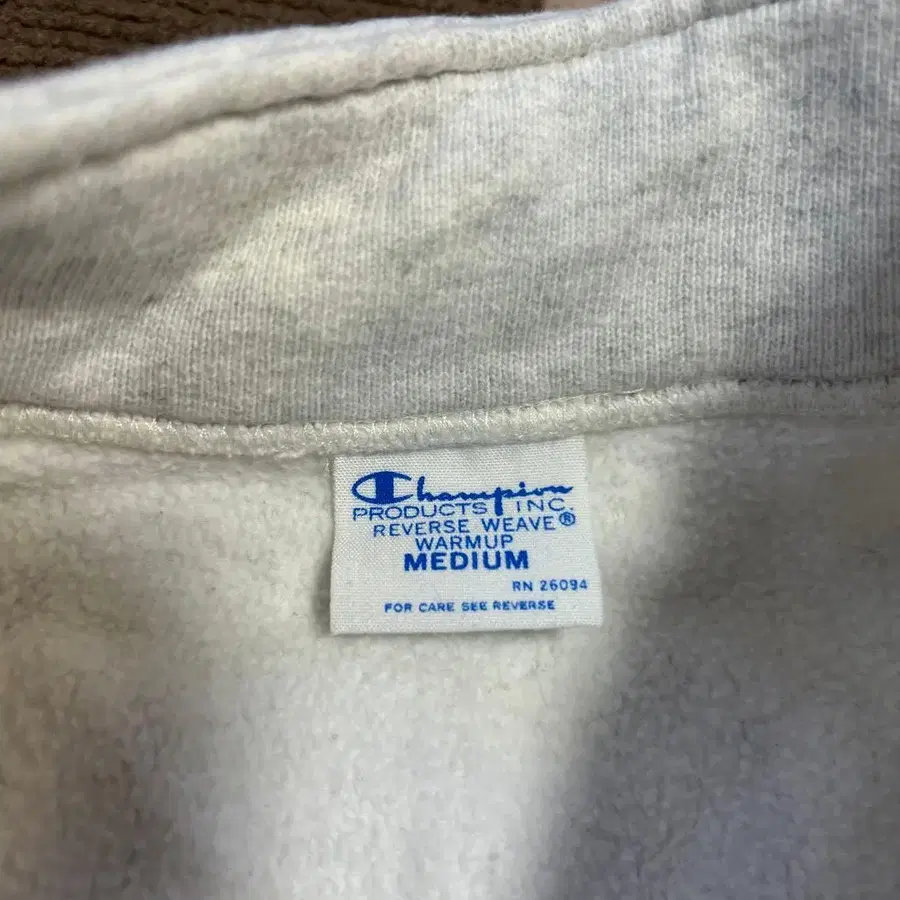 Champion
PRODUCTS INC.
REVERSE WEAVE®
WARMUP
MEDIUM
RN 26094
FOR CARE SEE REVERSE